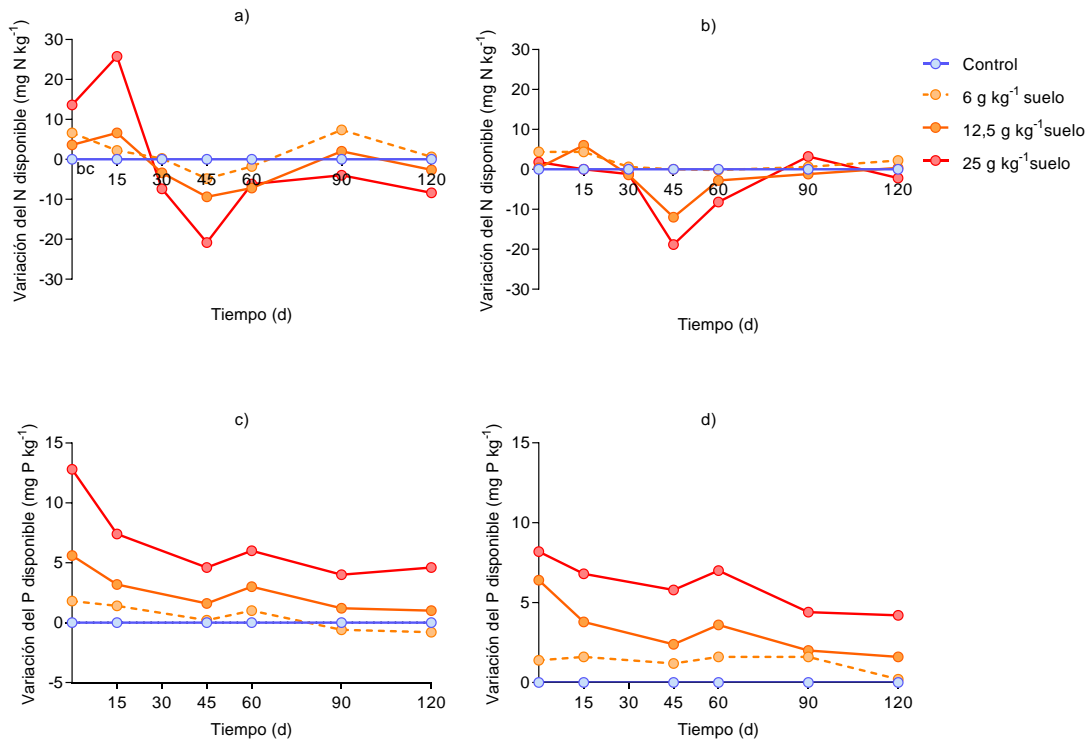 a)
Variación del N disponible (mg N kg⁻¹)
30
20
10
0
-10
-20
-30
bc
15 30 45 60 90 120
Tiempo (d)
b)
Variación del N disponible (mg N kg⁻¹)
30
20
10
0
-10
-20
-30
15 30 45 60 90 120
Tiempo (d)
Control
6 g kg⁻¹ suelo
12,5 g kg⁻¹suelo
25 g kg⁻¹suelo
c)
Variación del P disponible (mg P kg⁻¹)
15
10
5
0
-5
15 30 45 60 90 120
Tiempo (d)
d)
Variación del P disponible (mg P kg⁻¹)
15
10
5
0
15 30 45 60 90 120
Tiempo (d)